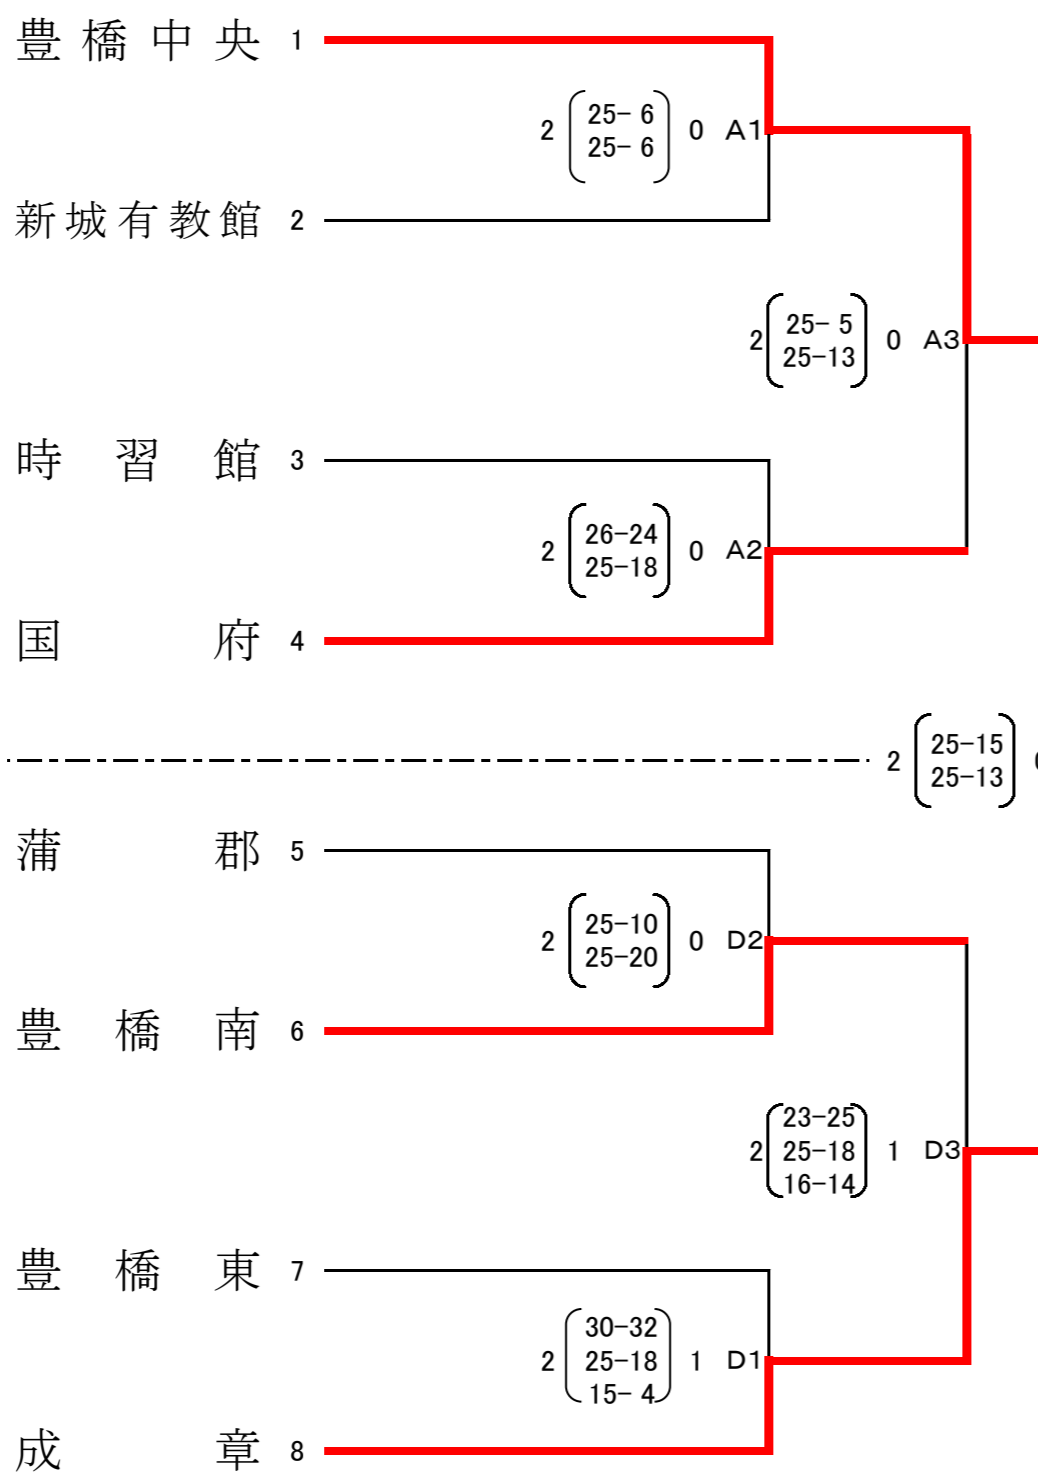 豊橋中央 1
2 25- 6 0 A1
25- 6
新城有教館 2
2 25- 5 0 A3
25-13
時習館 3
2 26-24 0 A2
25-18
国府 4
2 25-15
25-13
蒲郡 5
2 25-10 0 D2
25-20
豊橋南 6
23-25
2 25-18 1 D3
16-14
豊橋東 7
30-32
2 25-18 1 D1
15- 4
成章 8